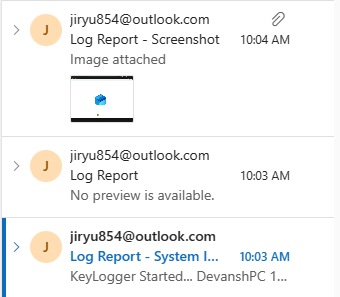 jiryu854@outlook.com
Log Report - Screenshot 10:04 AM
Image attached
J
jiryu854@outlook.com
Log Report 10:03 AM
No preview is available.
J
jiryu854@outlook.com
Log Report - System I... 10:03 AM
KeyLogger Started... DevanshPC 1...
J